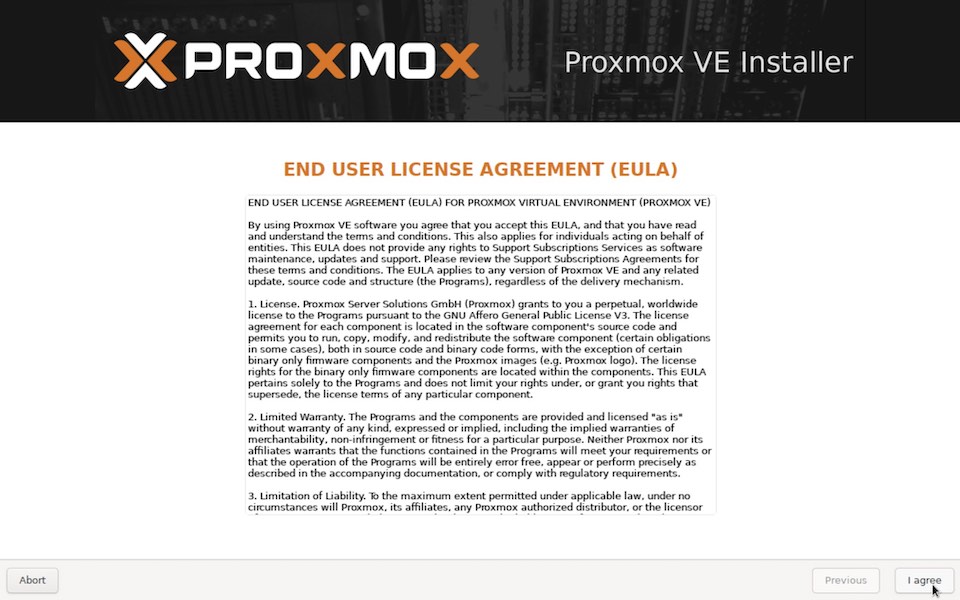 PROXMOX
Proxmox VE Installer
END USER LICENSE AGREEMENT (EULA)
END USER LICENSE AGREEMENT (EULA) FOR PROXMOX VIRTUAL ENVIRONMENT (PROXMOX VE)
By using Proxmox VE software you agree that you accept this EULA, and that you have read
and understand the terms and conditions. This also applies for individuals acting on behalf of
entities. This EULA does not provide any rights to Support Subscriptions Services as software
maintenance, updates and support. Please review the Support Subscriptions Agreements for
these terms and conditions. The EULA applies to any version of Proxmox VE and any related
update, source code and structure (the Programs), regardless of the delivery mechanism.
1. License. Proxmox Server Solutions GmbH (Proxmox) grants to you a perpetual, worldwide
license to the Programs pursuant to the GNU Affero General Public License V3. The license
agreement for each component is located in the software component's source code and
permits you to run, copy, modify, and redistribute the software component (certain obligations
in some cases), both in source code and binary code forms, with the exception of certain
binary only firmware components and the Proxmox images (e.g. Proxmox logo). The license
rights for the binary only firmware components are located within the components. This EULA
pertains solely to the Programs and does not limit your rights under, or grant you rights that
supersede, the license terms of any particular component.
2. Limited Warranty. The Programs and the components are provided and licensed "as is"
without warranty of any kind, expressed or implied, including the implied warranties of
merchantability, non-infringement or fitness for a particular purpose. Neither Proxmox nor its
affiliates warrants that the functions contained in the Programs will meet your requirements or
that the operation of the Programs will be entirely error free, appear or perform precisely as
described in the accompanying documentation, or comply with regulatory requirements.
3. Limitation of Liability. To the maximum extent permitted under applicable law, under no
circumstances will Proxmox, its affiliates, any Proxmox authorized distributor, or the licensor
Abort
Previous
I agree